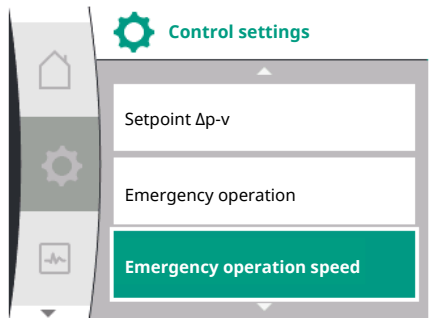 Control settings
Setpoint Δp-v
Emergency operation
Emergency operation speed